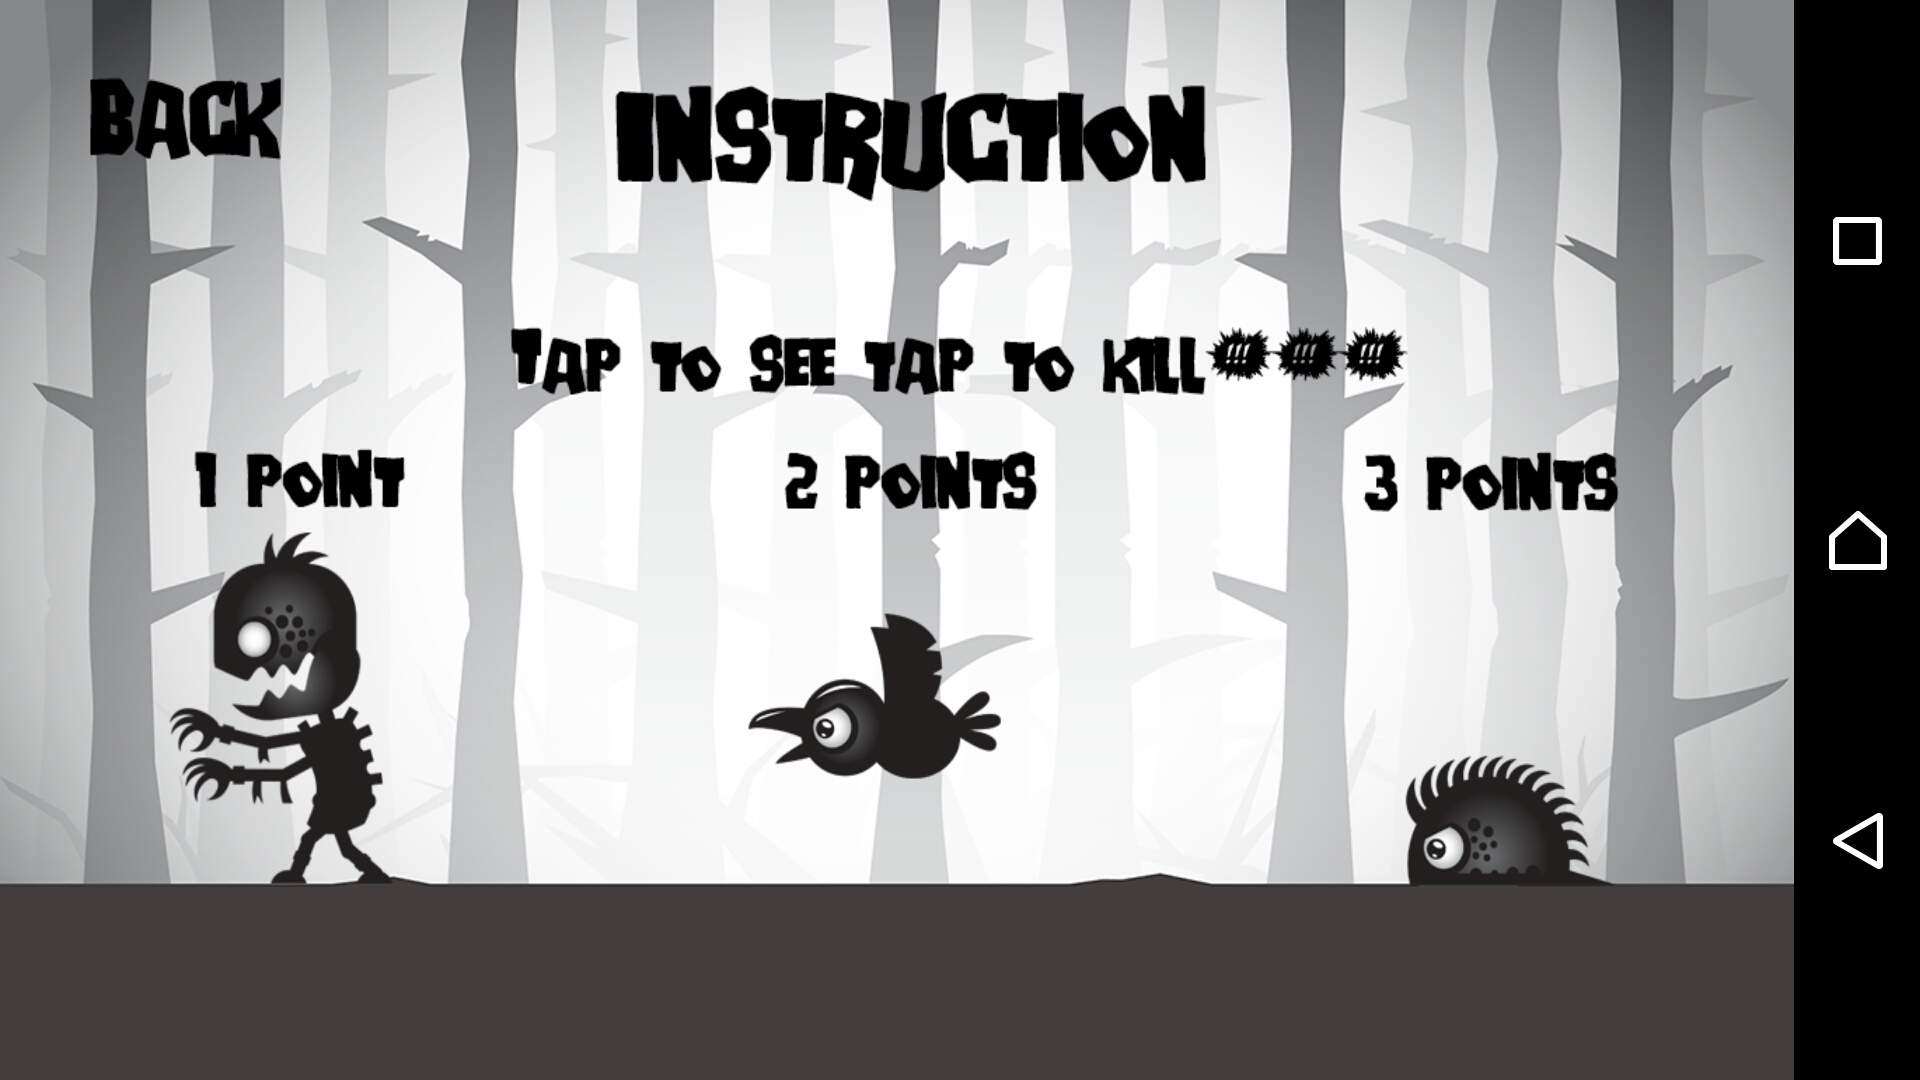 BACK
INSTRUCTION
TAP TO SEE TAP TO KILL
1 POINT
2 POINTS
3 POINTS